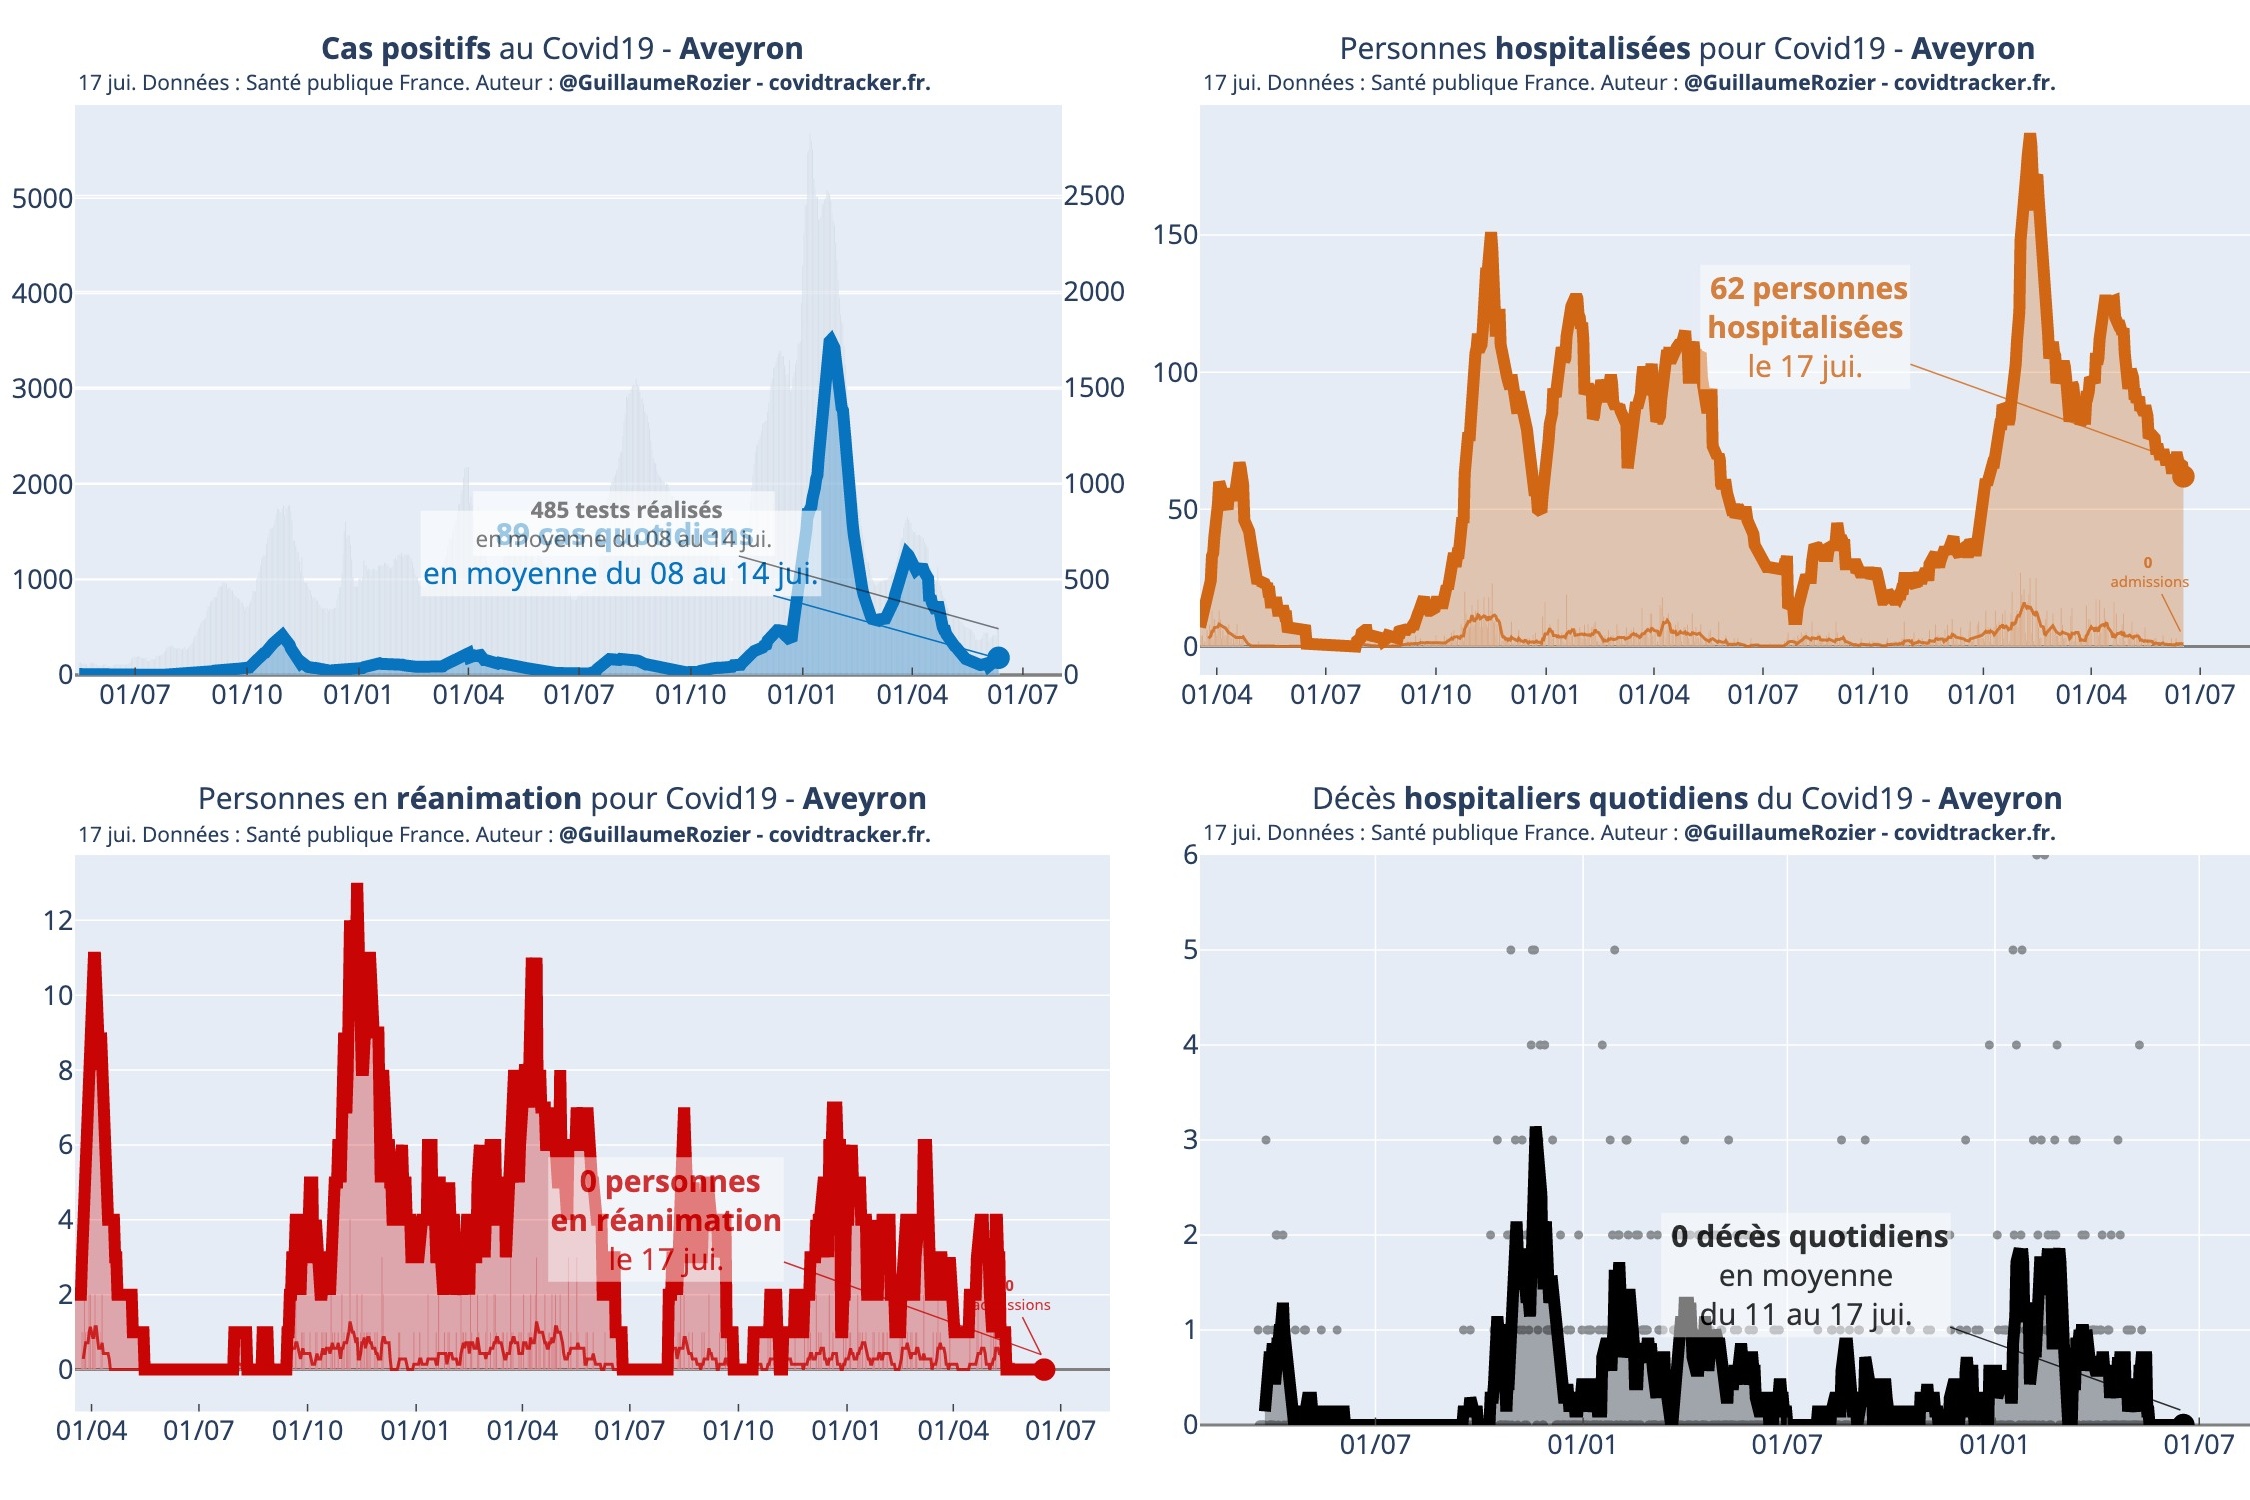 Cas positifs au Covid19 - Aveyron
17 jui. Données : Santé publique France. Auteur : @GuillaumeRozier - covidtracker.fr.
5000
4000
3000
2000
1000
0
2500
2000
1500
1000
500
0
485 tests réalisés
en moyenne du 08 au 14 jui.
89 cas quotidiens
en moyenne du 08 au 14 jui.
01/07
01/10
01/01
01/04
01/07
01/10
01/01
01/04
01/07
Personnes hospitalisées pour Covid19 - Aveyron
17 jui. Données : Santé publique France. Auteur : @GuillaumeRozier - covidtracker.fr.
150
100
50
0
62 personnes
hospitalisées
le 17 jui.
0
admissions
01/04
01/07
01/10
01/01
01/04
01/07
01/10
01/01
01/04
01/07
Personnes en réanimation pour Covid19 - Aveyron
17 jui. Données : Santé publique France. Auteur : @GuillaumeRozier - covidtracker.fr.
12
10
8
6
4
2
0
0 personnes
en réanimation
le 17 jui.
0
admissions
01/04
01/07
01/10
01/01
01/04
01/07
01/10
01/01
01/04
01/07
Décès hospitaliers quotidiens du Covid19 - Aveyron
17 jui. Données : Santé publique France. Auteur : @GuillaumeRozier - covidtracker.fr.
6
5
4
3
2
1
0
0 décès quotidiens
en moyenne
du 11 au 17 jui.
01/07
01/01
01/07
01/01
01/07